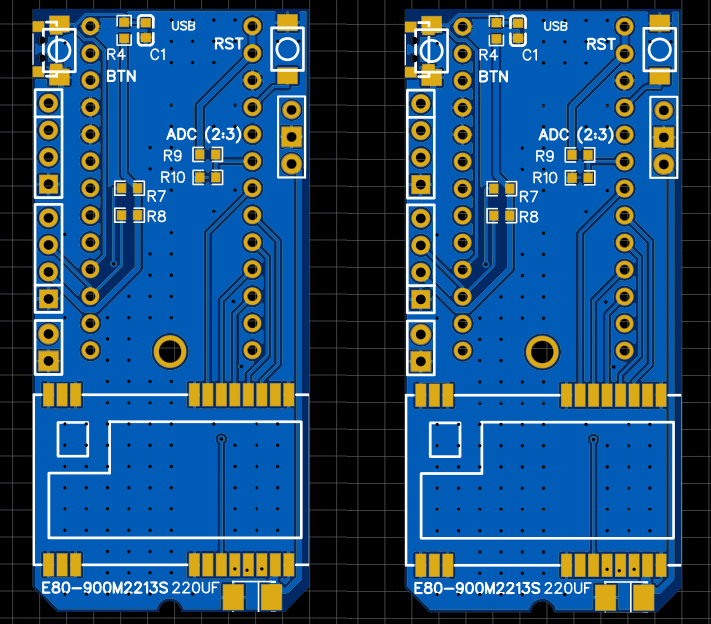 USB
R4
C1
RST
BTN
ADC (2:3)
R9
R10
R7
R8
E80-900M2213S 220UF
USB
R4
C1
RST
BTN
ADC (2:3)
R9
R10
R7
R8
E80-900M2213S 220UF